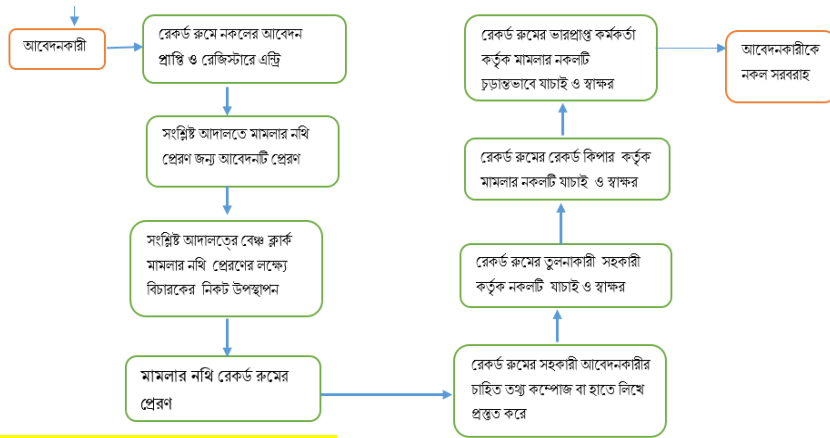 আবেদনকারী
রেকর্ড রুমে নকলের আবেদন
প্রাপ্তি ও রেজিস্টারে এন্ট্রি
সংশ্লিষ্ট আদালতে মামলার নথি
প্রেরণ জন্য আবেদনটি প্রেরণ
সংশ্লিষ্ট আদালত্বের বেঞ্চ ক্লার্ক
মামলার নথি প্রেরণের লক্ষ্যে
বিচারকের নিকট উপস্থাপন
মামলার নথি রেকর্ড রুমের
প্রেরণ
রেকর্ড রুমের সহকারী আবেদনকারীর
চাহিত তথ্য কম্পোজ বা হাতে লিখে
প্রস্তুত করে
রেকর্ড রুমের তুলনাকারী সহকারী
কর্তৃক নকলটি যাচাই ও স্বাক্ষর
রেকর্ড রুমের রেকর্ড কিপার কর্তৃক
মামলার নকলটি যাচাই ও স্বাক্ষর
রেকর্ড রুমের ভারপ্রাপ্ত কর্মকর্তা
কর্তৃক মামলার নকলটি
চূড়ান্তভাবে যাচাই ও স্বাক্ষর
আবেদনকারীকে
নকল সরবরাহ